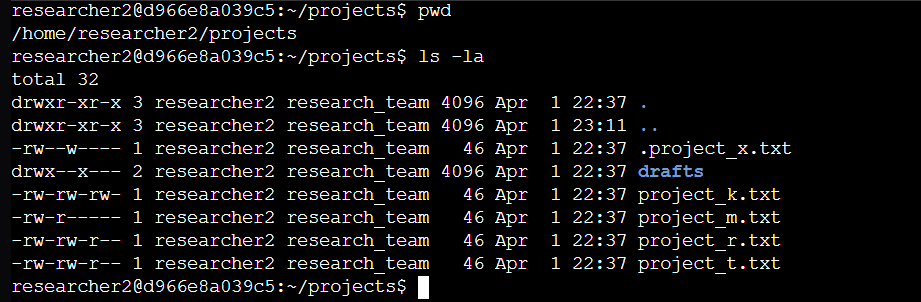 researcher2@d966e8a039c5:~/projects$ pwd
/home/researcher2/projects
researcher2@d966e8a039c5:~/projects$ ls -la
total 32
drwxr-xr-x 3 researcher2 research_team 4096 Apr  1 22:37 .
drwxr-xr-x 3 researcher2 research_team 4096 Apr  1 23:11 ..
-rw--w---- 1 researcher2 research_team   46 Apr  1 22:37 .project_x.txt
drwx--x--- 2 researcher2 research_team 4096 Apr  1 22:37 drafts
-rw-rw-rw- 1 researcher2 research_team   46 Apr  1 22:37 project_k.txt
-rw-r----- 1 researcher2 research_team   46 Apr  1 22:37 project_m.txt
-rw-rw-r-- 1 researcher2 research_team   46 Apr  1 22:37 project_r.txt
-rw-rw-r-- 1 researcher2 research_team   46 Apr  1 22:37 project_t.txt
researcher2@d966e8a039c5:~/projects$